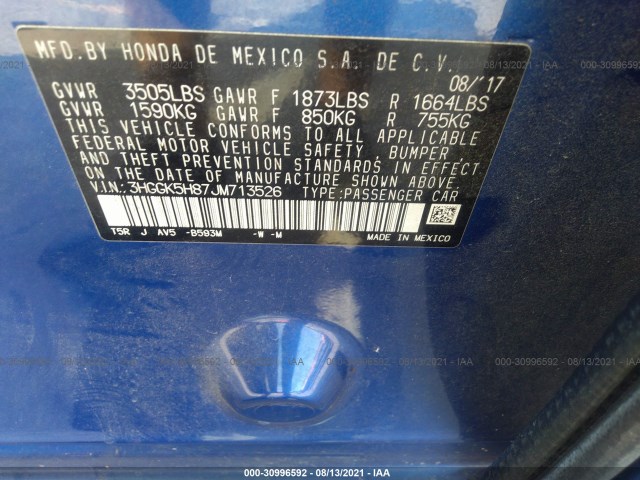 MFD. BY HONDA DE MEXICO S.A. DE C.V.
08/'17
GVWR 3505LBS GAWR F 1873LBS R 1664LBS
GVWR 1590KG GAWR F 850KG R 755KG
THIS VEHICLE CONFORMS TO ALL APPLICABLE
FEDERAL MOTOR VEHICLE SAFETY BUMPER
AND THEFT PREVENTION STANDARDS IN EFFECT
ON THE DATE OF MANUFACTURE SHOWN ABOVE.
V.I.N.: 3HGGK5H87JM713526 TYPE: PASSENGER CAR
T5R J AV5 -B593M -W -M MADE IN MEXICO
000-30996592 - 08/13/2021 - IAA